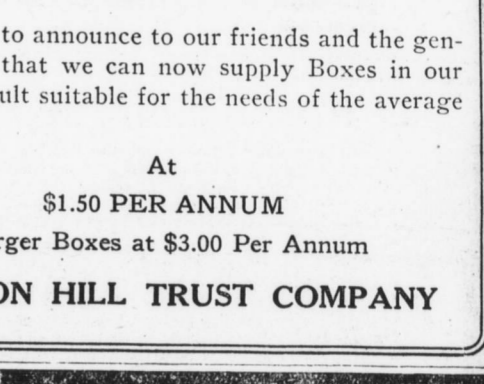 to announce to our friends and the gen-
that we can now supply Boxes in our
ult suitable for the needs of the average
At
$1.50 PER ANNUM
rger Boxes at $3.00 Per Annum
ON HILL TRUST COMPANY